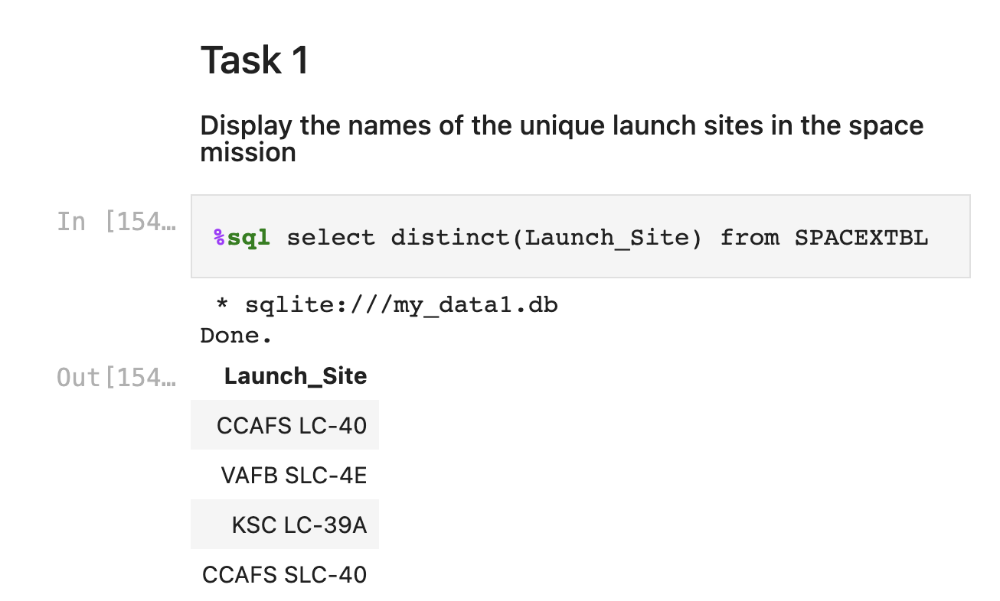 Task 1
Display the names of the unique launch sites in the space
mission
In [154…
%sql select distinct(Launch_Site) from SPACEXTBL
* sqlite:///my_data1.db
Done.
Out[154…
Launch_Site
CCAFS LC-40
VAFB SLC-4E
KSC LC-39A
CCAFS SLC-40